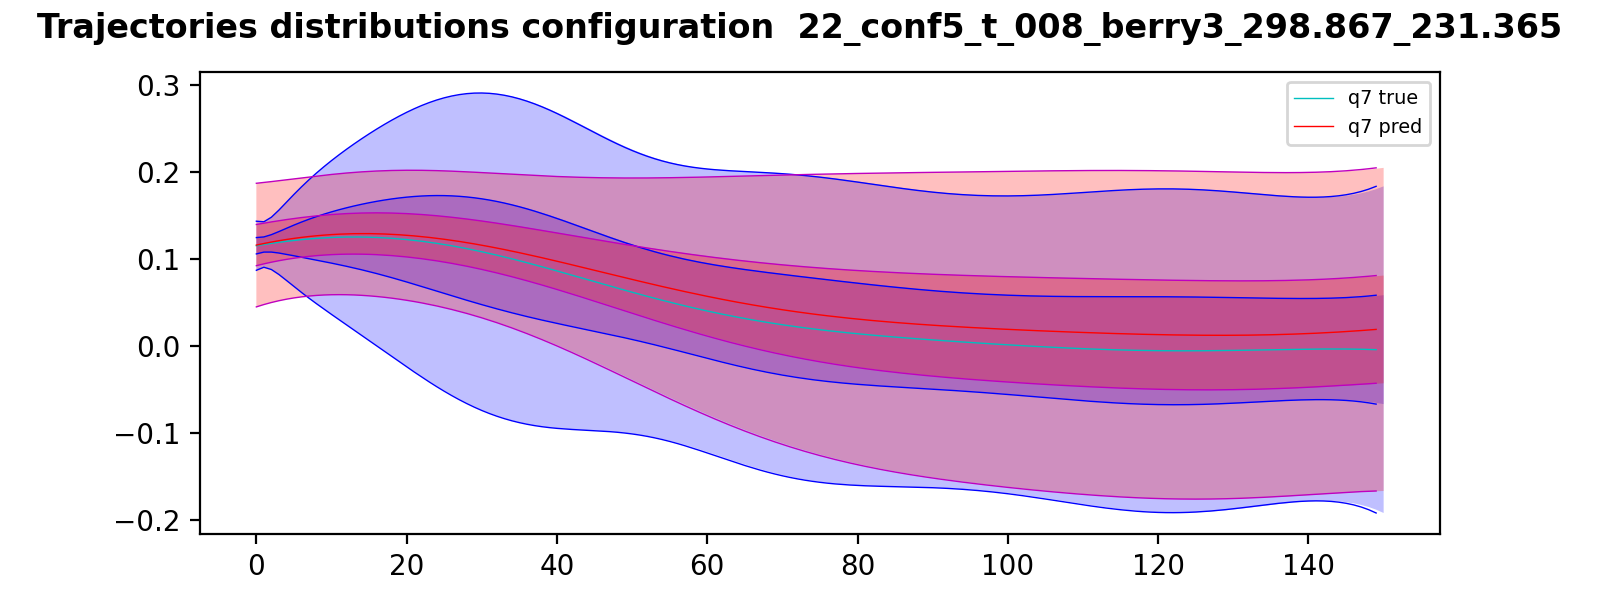 Trajectories distributions configuration  22_conf5_t_008_berry3_298.867_231.365
0.3
0.2
0.1
0.0
−0.1
−0.2
q7 true
q7 pred
0 20 40 60 80 100 120 140